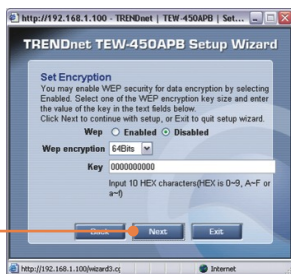 http://192.168.1.100 - TRENDnet | TEW-450APB | Set...
TRENDnet TEW-450APB Setup Wizard
Set Encryption
You may enable WEP security for data encryption by selecting
Enabled. Select one of the WEP encryption key size and enter
the value of the key in the text fields below.
Click Next to continue with setup, or Exit to quit setup wizard.
Wep Enabled Disabled
Wep encryption 64Bits
Key 0000000000
Input 10 HEX characters(HEX is 0~9, A~F or
a~f)
Back Next Exit
http://192.168.1.100/wizard3.c Internet